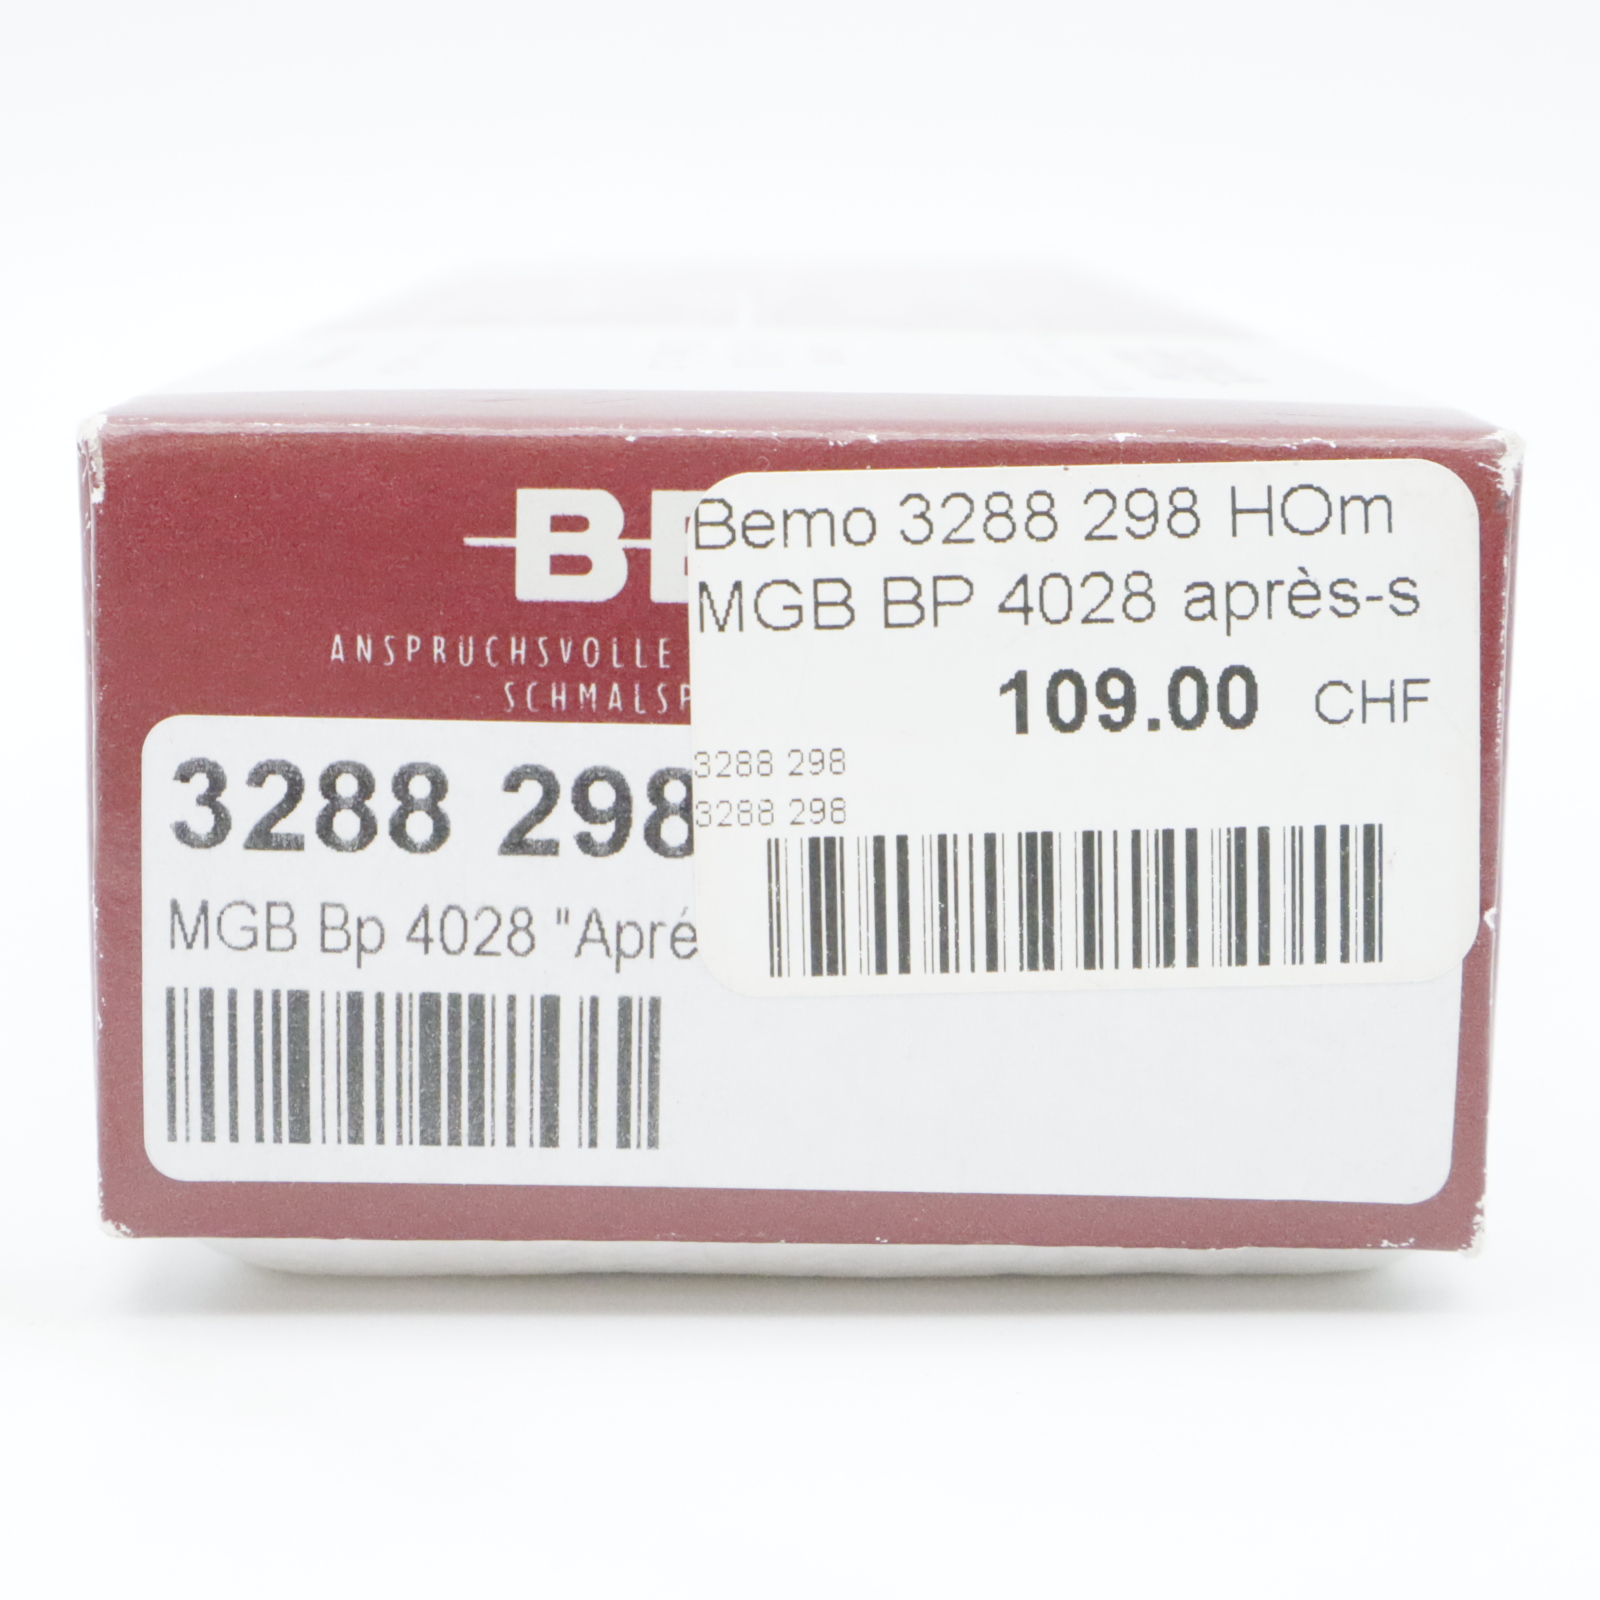 BE
ANSPRUCHSVOLLE
SCHMALSP
3288 298
MGB Bp 4028 "Apré
Bemo 3288 298 HOm
MGB BP 4028 après-s
109.00 CHF
3288 298
3288 298